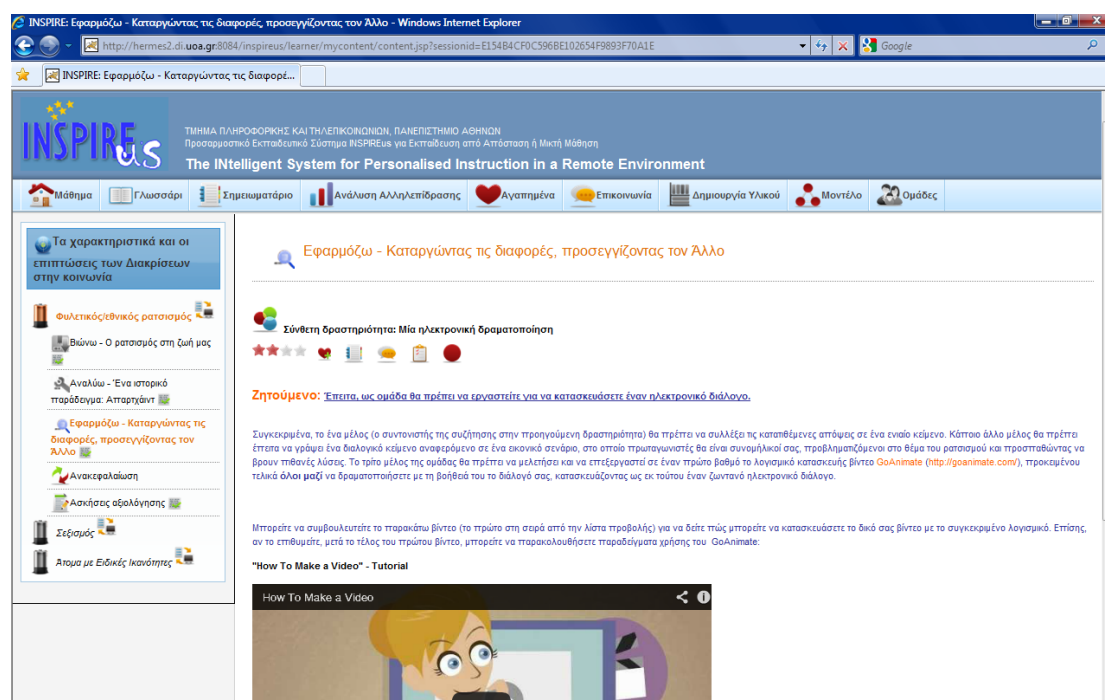 INSPIRE: Εφαρμόζω - Καταργώντας τις διαφορές, προσεγγίζοντας τον Άλλο - Windows Internet Explorer
http://hermes2.di.uoa.gr:8084/inspireus/learner/mycontent/content.jsp?sessionid=E154B4CF0C596BE102654F9893F70A1E
Google
INSPIRE: Εφαρμόζω - Καταργώντας τις διαφορέ...
INSPIRE us
ΤΜΗΜΑ ΠΛΗΡΟΦΟΡΙΚΗΣ ΚΑΙ ΤΗΛΕΠΙΚΟΙΝΩΝΙΩΝ, ΠΑΝΕΠΙΣΤΗΜΙΟ ΑΘΗΝΩΝ
Προσαρμοστικό Εκπαιδευτικό Σύστημα INSPIREus για Εκπαίδευση από Απόσταση ή Μικτή Μάθηση
The INtelligent System for Personalised Instruction in a Remote Environment
Μάθημα Γλωσσάρι Σημειωματάριο Ανάλυση Αλληλεπίδρασης Αγαπημένα Επικοινωνία Δημιουργία Υλικού Μοντέλο Ομάδες
Τα χαρακτηριστικά και οι
επιπτώσεις των Διακρίσεων
στην κοινωνία
Φυλετικός/εθνικός ρατσισμός
Βιώνω - Ο ρατσισμός στη ζωή μας
Αναλύω - Ένα ιστορικό
παράδειγμα: Απαρτχάιντ
Εφαρμόζω - Καταργώντας τις
διαφορές, προσεγγίζοντας τον
Άλλο
Ανακεφαλαίωση
Ασκήσεις αξιολόγησης
Σεξισμός
Άτομα με Ειδικές Ικανότητες
Εφαρμόζω - Καταργώντας τις διαφορές, προσεγγίζοντας τον Άλλο
Σύνθετη δραστηριότητα: Μία ηλεκτρονική δραματοποίηση
Ζητούμενο: Έπειτα, ως ομάδα θα πρέπει να εργαστείτε για να κατασκευάσετε έναν ηλεκτρονικό διάλογο.
Συγκεκριμένα, το ένα μέλος (ο συντονιστής της συζήτησης στην προηγούμενη δραστηριότητα) θα πρέπει να συλλέξει τις κατατιθέμενες απόψεις σε ένα ενιαίο κείμενο. Κάποιο άλλο μέλος θα πρέπει
έπειτα να γράψει ένα διαλογικό κείμενο αναφερόμενο σε ένα εικονικό σενάριο, στο οποίο πρωταγωνιστές θα είναι συνομήλικοί σας, προβληματιζόμενοι στο θέμα του ρατσισμού και προσπαθώντας να
βρουν πιθανές λύσεις. Το τρίτο μέλος της ομάδας θα πρέπει να μελετήσει και να επεξεργαστεί σε έναν πρώτο βαθμό το λογισμικό κατασκευής βίντεο GoAnimate (http://goanimate.com/), προκειμένου
τελικά όλοι μαζί να δραματοποιήσετε με τη βοήθειά του το διάλογό σας, κατασκευάζοντας ως εκ τούτου έναν ζωντανό ηλεκτρονικό διάλογο.
Μπορείτε να συμβουλευτείτε το παρακάτω βίντεο (το πρώτο στη σειρά από την λίστα προβολής) για να δείτε πώς μπορείτε να κατασκευάσετε το δικό σας βίντεο με το συγκεκριμένο λογισμικό. Επίσης,
αν το επιθυμείτε, μετά το τέλος του πρώτου βίντεο, μπορείτε να παρακολουθήσετε παραδείγματα χρήσης του GoAnimate:
"How To Make a Video" - Tutorial
How To Make a Video